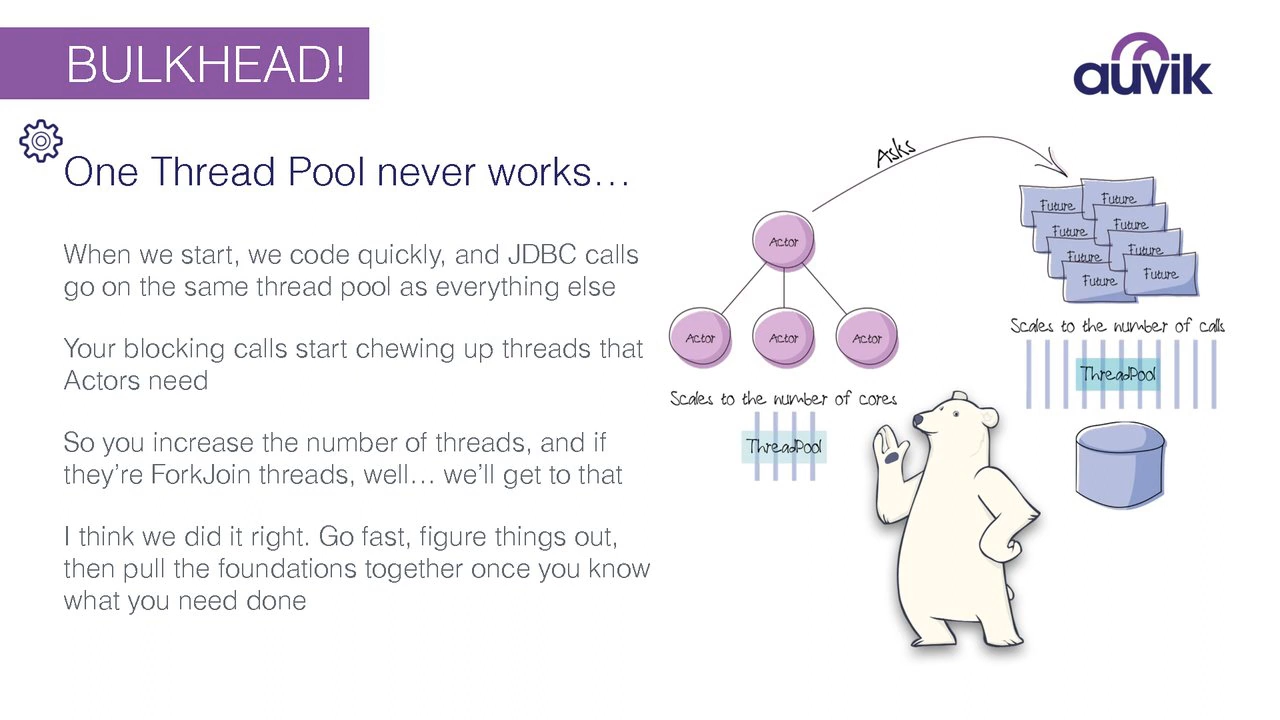 BULKHEAD!
auvik
One Thread Pool never works…
When we start, we code quickly, and JDBC calls
go on the same thread pool as everything else
Your blocking calls start chewing up threads that
Actors need
So you increase the number of threads, and if
they're ForkJoin threads, well… we'll get to that
I think we did it right. Go fast, figure things out,
then pull the foundations together once you know
what you need done
Asks
Actor
Actor
Actor
Actor
Scales to the number of cores
ThreadPool
Future
Future
Future
Future
Future
Future
Future
Future
Scales to the number of calls
ThreadPool